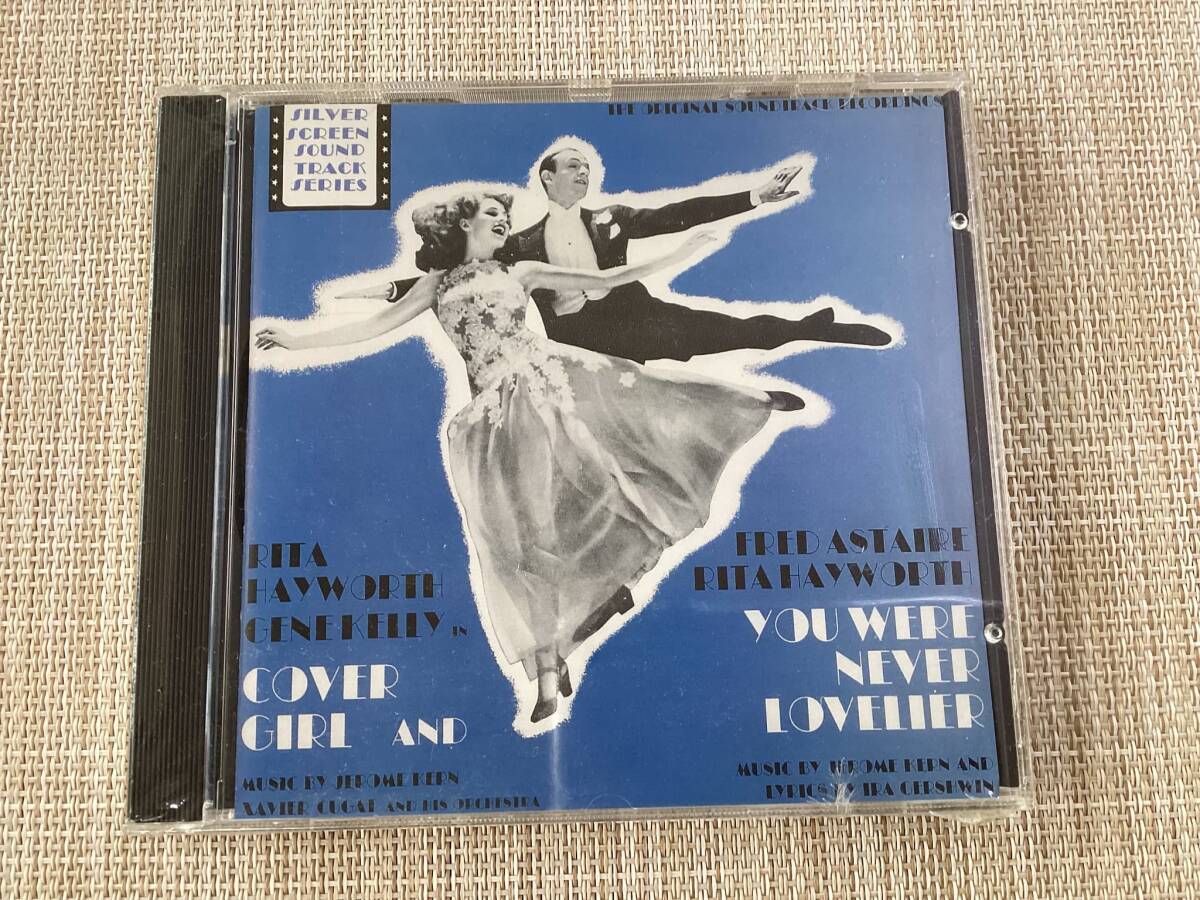 SILVER
SCREEN
SOUND
TRACK
SERIES
THE ORIGINAL SOUNDTRACK RECORDINGS
RITA
HAYWORTH
GENE KELLY IN
COVER
GIRL AND
MUSIC BY JEROME KERN
XAVIER CUGAT AND HIS ORCHESTRA
FRED ASTAIRE
RITA HAYWORTH
YOU WERE
NEVER
LOVELIER
MUSIC BY JEROME KERN AND
LYRICS BY IRA GERSHWIN